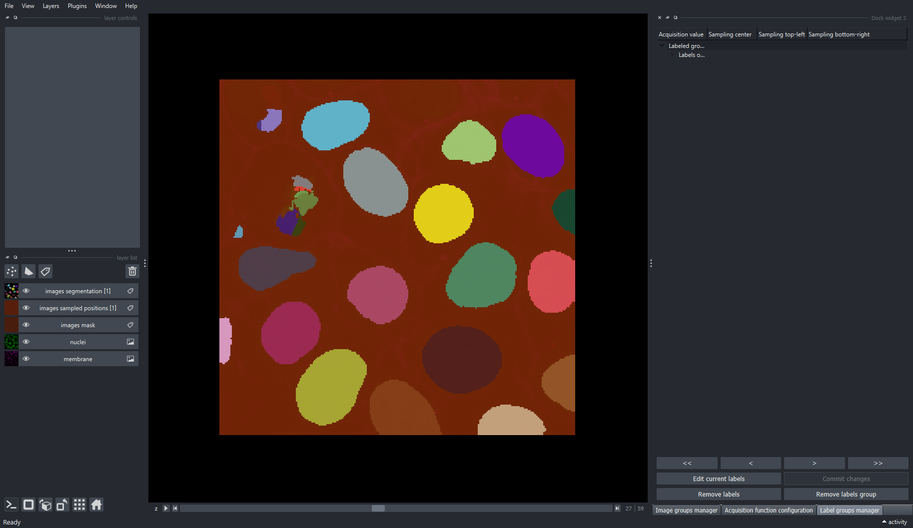 File View Layers Plugins Window Help
layer controls
Dock widget 1
Acquisition value Sampling center Sampling top-left Sampling bottom-right
Labeled gro...
Labels o...
layer list
images segmentation [1]
images sampled positions [1]
images mask
nuclei
membrane
<< < > >>
Edit current labels Commit changes
Remove labels Remove labels group
z 27 59
Image groups manager Acquisition function configuration Label groups manager
Ready activity